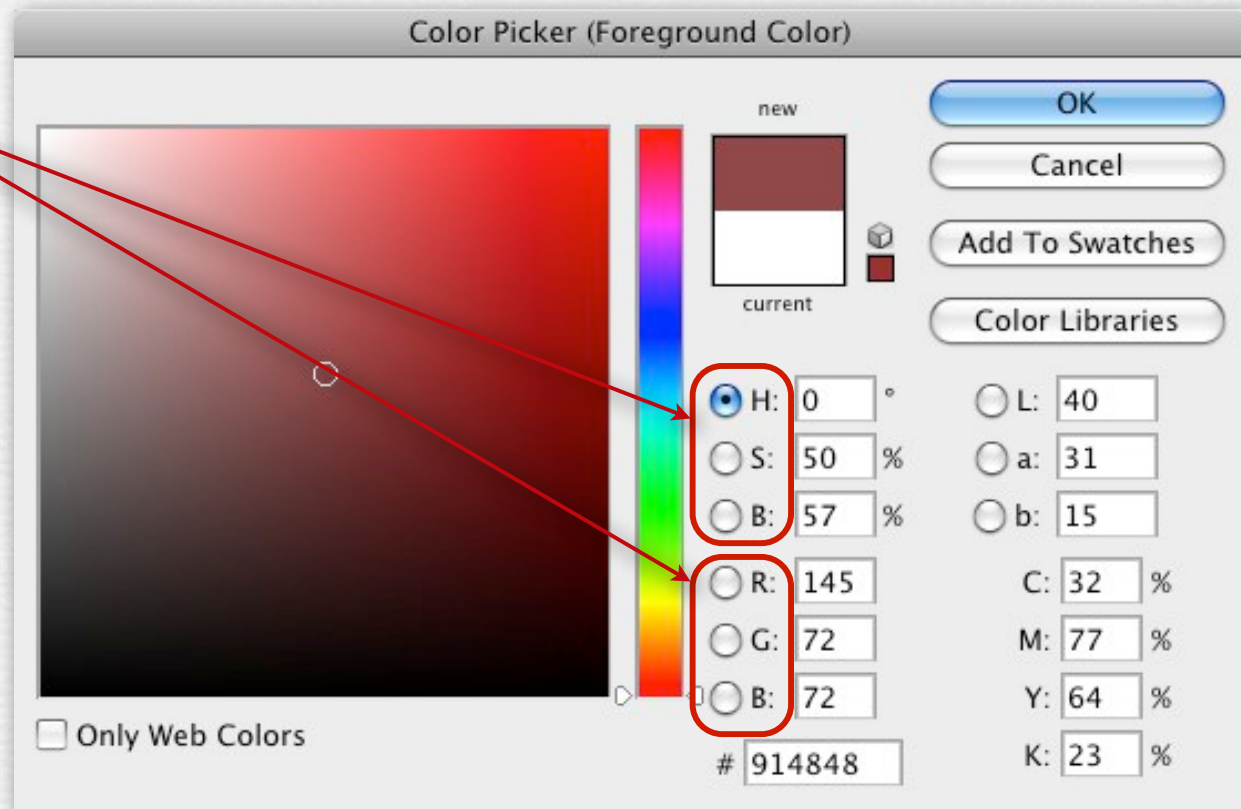 Color Picker (Foreground Color)
new
current
OK
Cancel
Add To Swatches
Color Libraries
H: 0 °
S: 50 %
B: 57 %
R: 145
G: 72
B: 72
# 914848
L: 40
a: 31
b: 15
C: 32 %
M: 77 %
Y: 64 %
K: 23 %
Only Web Colors